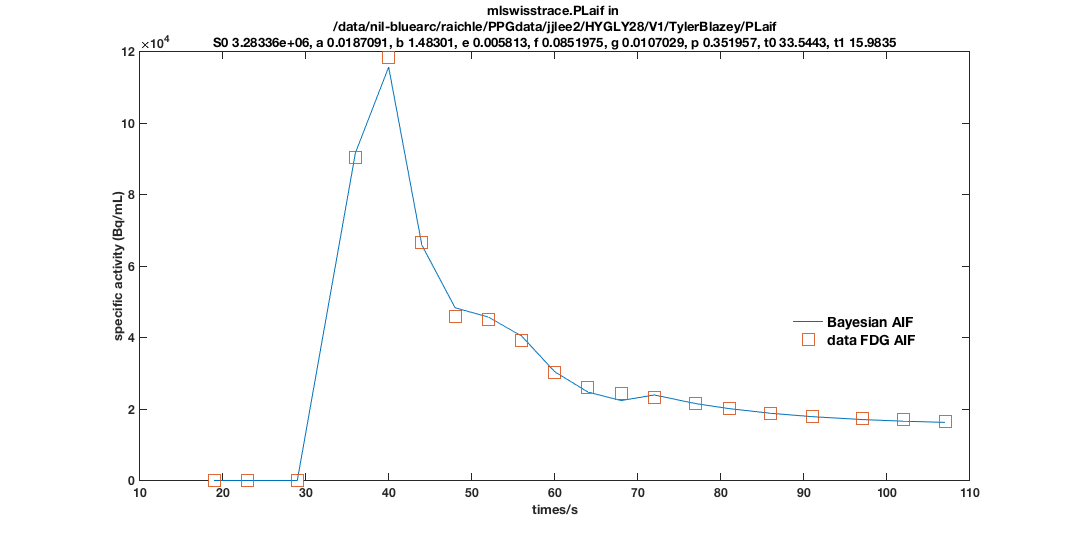 mlswisstrace.PLaif in
/data/nil-bluearc/raichle/PPGdata/jjlee2/HYGLY28/V1/TylerBlazey/PLaif
S0 3.28336e+06, a 0.0187091, b 1.48301, e 0.005813, f 0.0851975, g 0.0107029, p 0.351957, t0 33.5443, t1 15.9835
×10^4
12
10
8
6
4
2
0
specific activity (Bq/mL)
Bayesian AIF
data FDG AIF
10 20 30 40 50 60 70 80 90 100 110
times/s